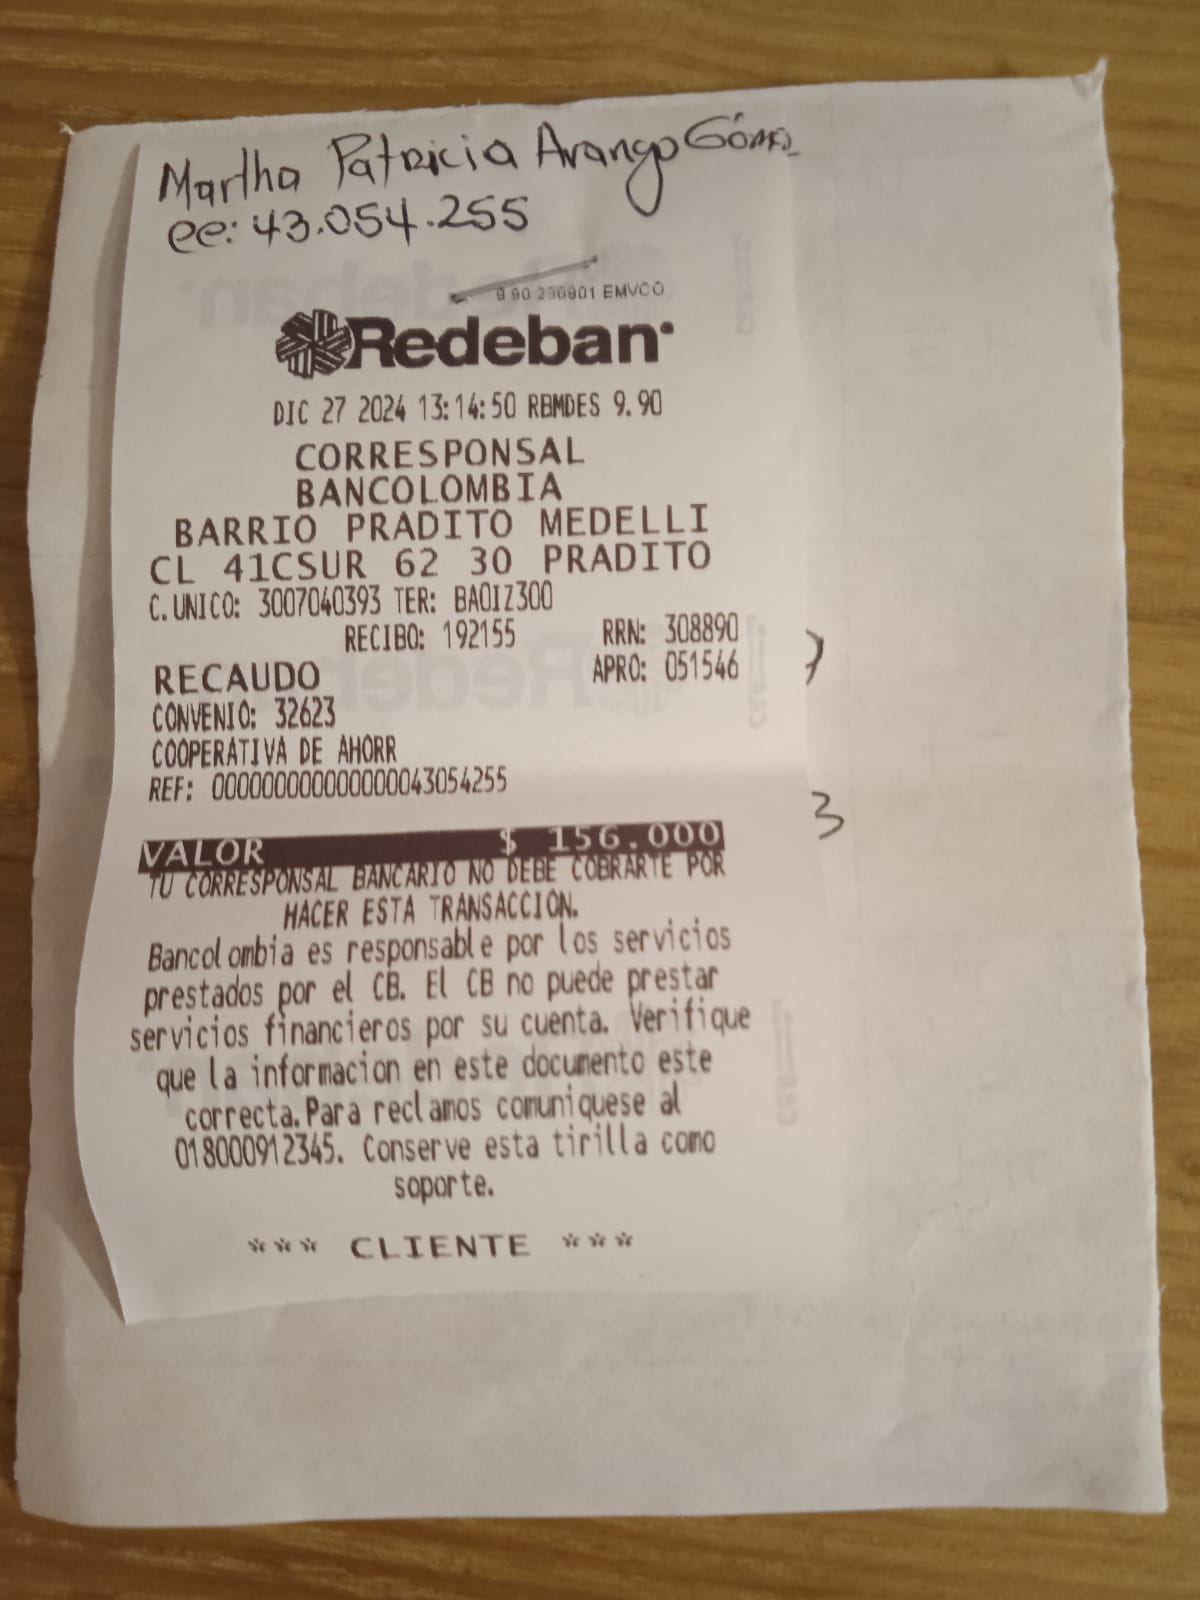 Martha Patricia Arango Gómez
cc: 43.054.255
9.90 230901 EMVCO
Redeban
DIC 27 2024 13:14:50 RBMDES 9.90
CORRESPONSAL
BANCOLOMBIA
BARRIO PRADITO MEDELLI
CL 41CSUR 62 30 PRADITO
C.UNICO: 3007040393 TER: BAOIZ300
RECIBO: 192155 RRN: 308890
RECAUDO APRO: 051546
CONVENIO: 32623
COOPERATIVA DE AHORR
REF: 000000000000000043054255
VALOR $ 156.000
TU CORRESPONSAL BANCARIO NO DEBE COBRARTE POR
HACER ESTA TRANSACCION.
Bancolombia es responsable por los servicios
prestados por el CB. El CB no puede prestar
servicios financieros por su cuenta. Verifique
que la informacion en este documento este
correcta.Para reclamos comuniquese al
018000912345. Conserve esta tirilla como
soporte.
*** CLIENTE ***
3